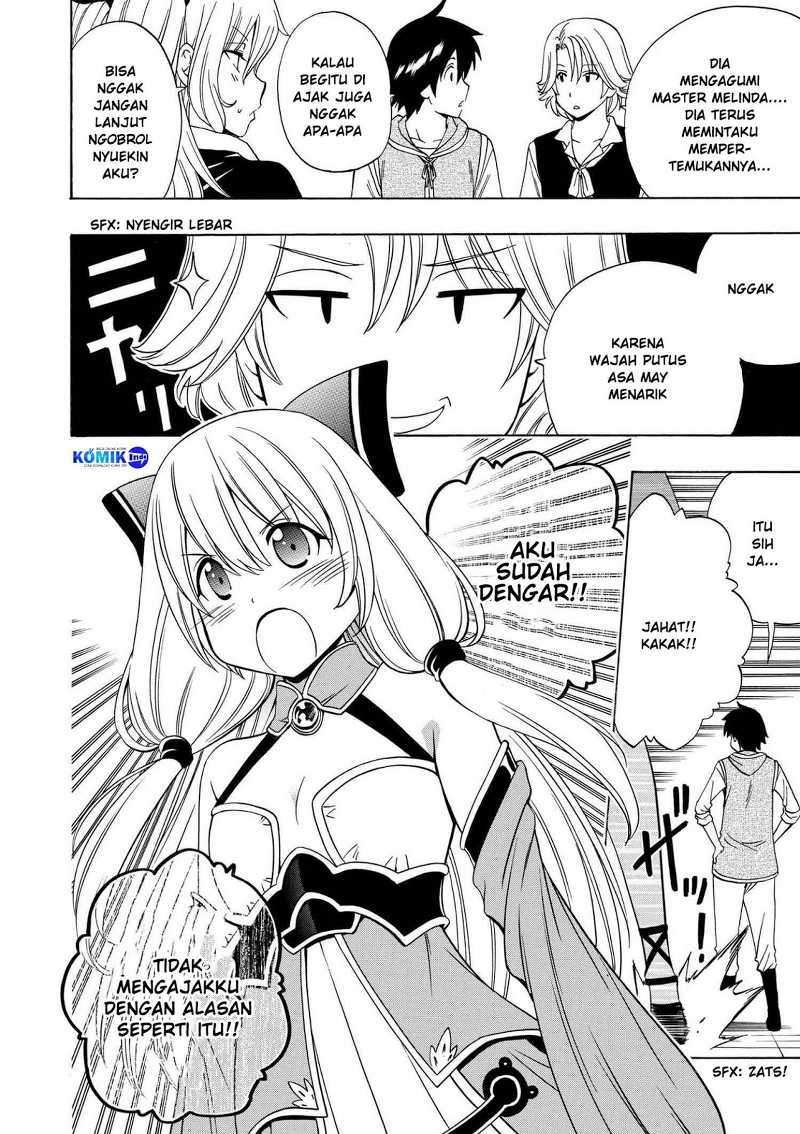 DIA
MENGAGUMI
MASTER MELINDA....
DIA TERUS
MEMINTAKU
MEMPER-
TEMUKANNYA...
KALAU
BEGITU DI
AJAK JUGA
NGGAK
APA-APA
BISA
NGGAK
JANGAN
LANJUT
NGOBROL
NYUEKIN
AKU?
SFX: NYENGIR LEBAR
NGGAK
KARENA
WAJAH PUTUS
ASA MAY
MENARIK
ニヤリ
KOMIK Indo
ITU
SIH
JA...
JAHAT!!
KAKAK!!
ザッ!
SFX: ZATS!
AKU
SUDAH
DENGAR!!
TIDAK
MENGAJAKKU
DENGAN ALASAN
SEPERTI ITU!!